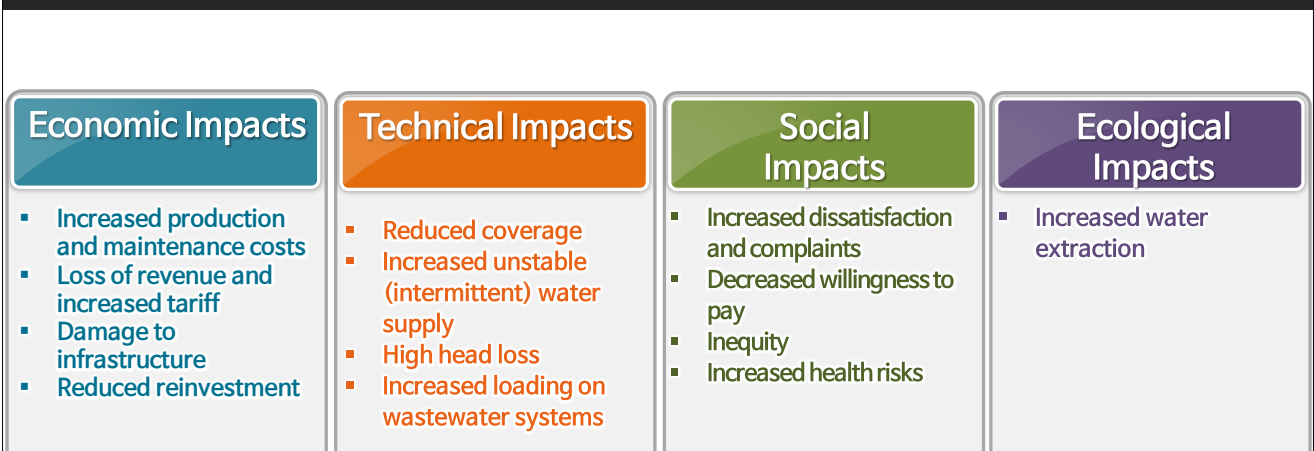 Economic Impacts
▪ Increased production
and maintenance costs
▪ Loss of revenue and
increased tariff
▪ Damage to
infrastructure
▪ Reduced reinvestment
Technical Impacts
▪ Reduced coverage
▪ Increased unstable
(intermittent) water
supply
▪ High head loss
▪ Increased loading on
wastewater systems
Social
Impacts
▪ Increased dissatisfaction
and complaints
▪ Decreased willingness to
pay
▪ Inequity
▪ Increased health risks
Ecological
Impacts
▪ Increased water
extraction